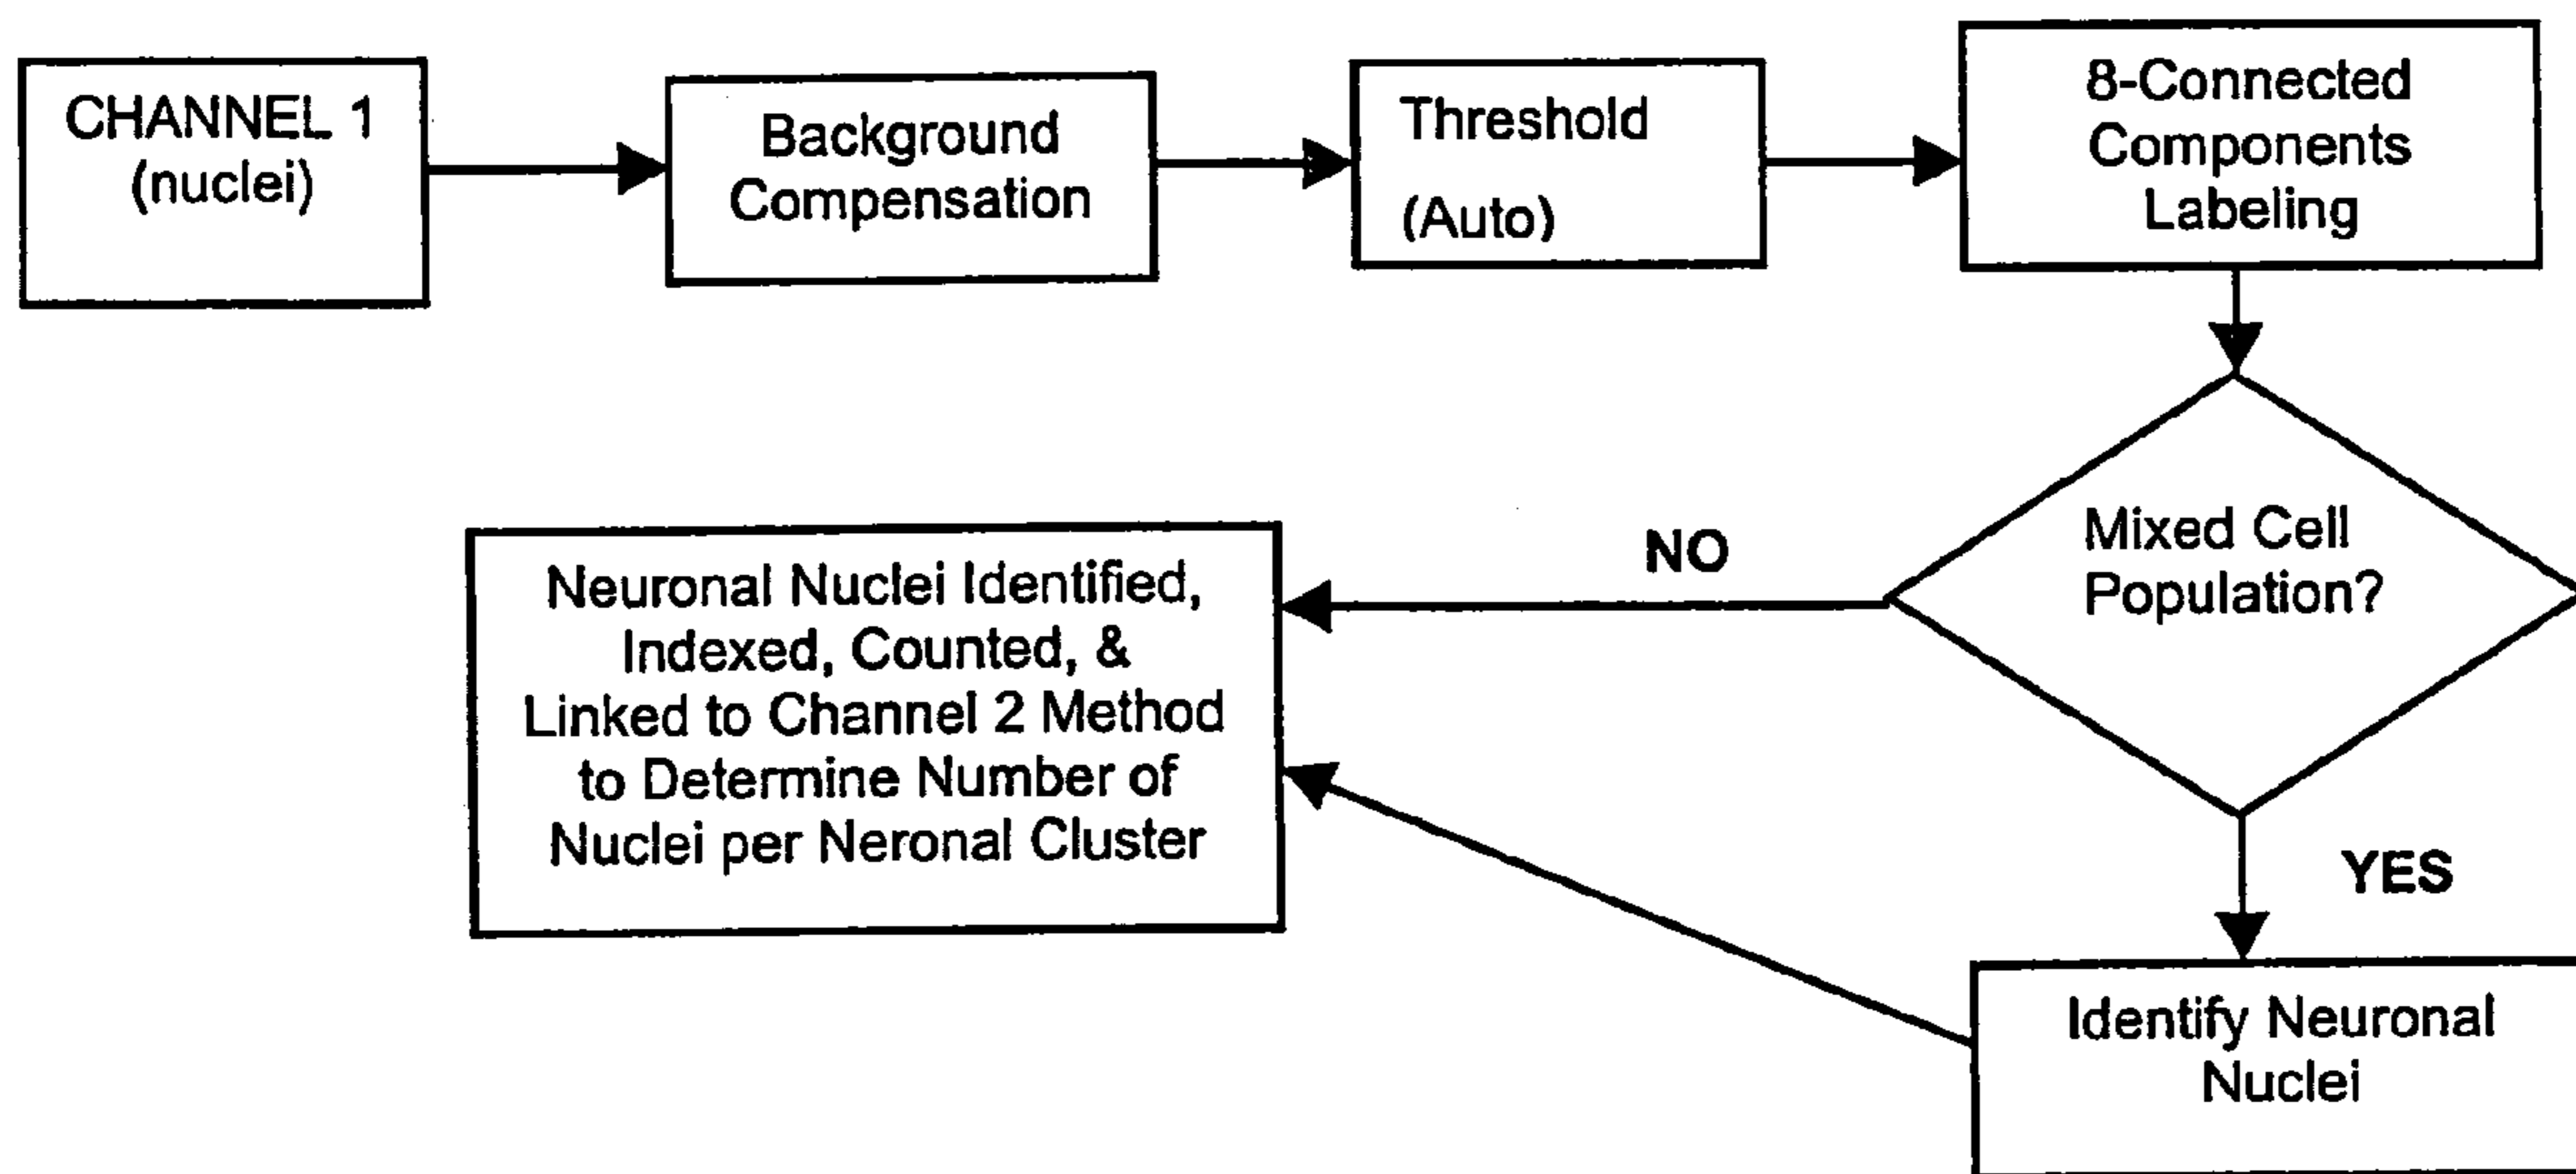 CHANNEL 1
(nuclei)
Background
Compensation
Threshold
(Auto)
8-Connected
Components
Labeling
Mixed Cell
Population?
NO
YES
Neuronal Nuclei Identified,
Indexed, Counted, &
Linked to Channel 2 Method
to Determine Number of
Nuclei per Neronal Cluster
Identify Neuronal
Nuclei